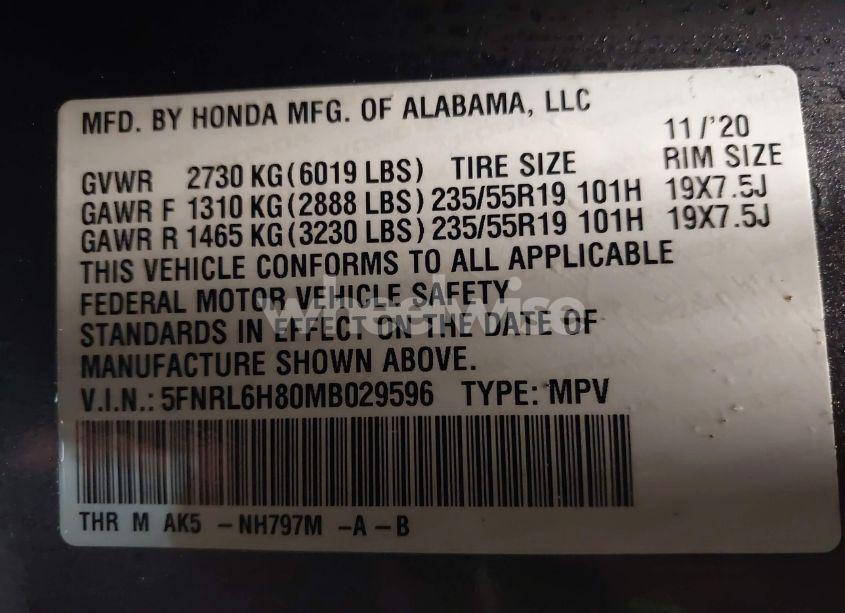 MFD. BY HONDA MFG. OF ALABAMA, LLC
11/'20
GVWR 2730 KG(6019 LBS) TIRE SIZE RIM SIZE
GAWR F 1310 KG(2888 LBS) 235/55R19 101H 19X7.5J
GAWR R 1465 KG(3230 LBS) 235/55R19 101H 19X7.5J
THIS VEHICLE CONFORMS TO ALL APPLICABLE
FEDERAL MOTOR VEHICLE SAFETY
STANDARDS IN EFFECT ON THE DATE OF
MANUFACTURE SHOWN ABOVE.
V.I.N.: 5FNRL6H80MB029596 TYPE: MPV
THR M AK5 -NH797M -A-B
wheelwise